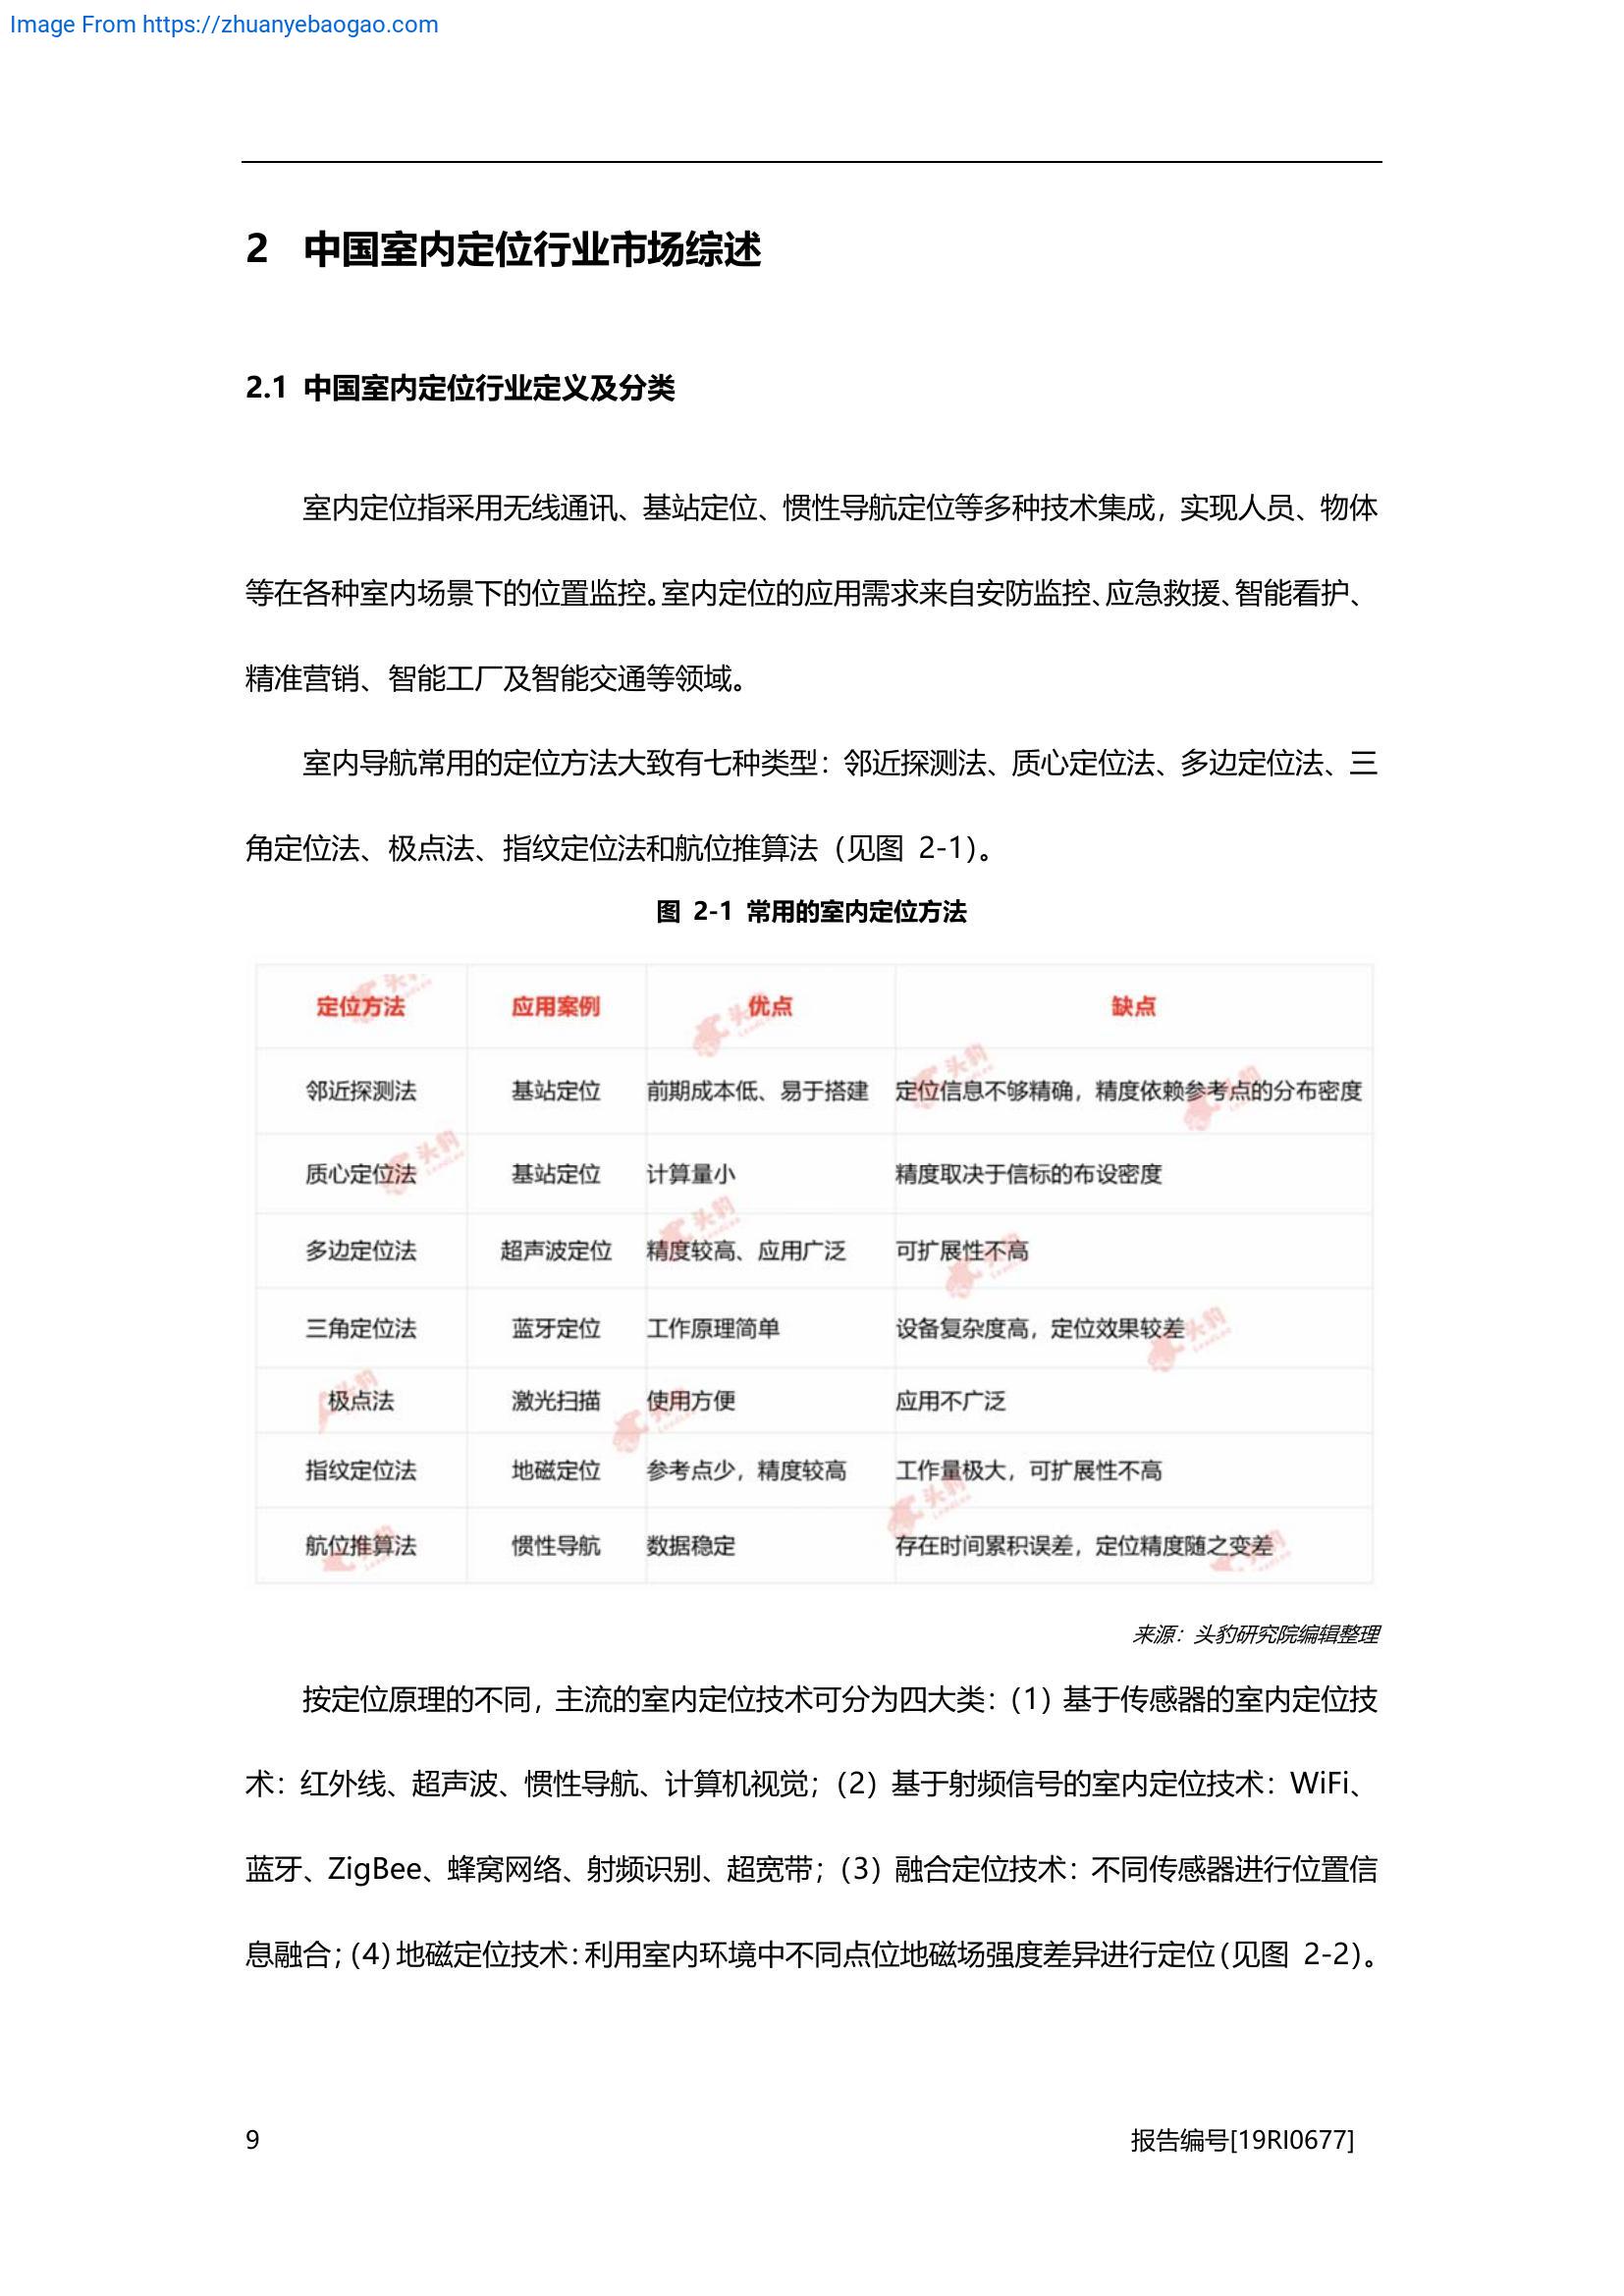 Image From https://zhuanyebaogao.com
2 中国室内定位行业市场综述
2.1 中国室内定位行业定义及分类
室内定位指采用无线通讯、基站定位、惯性导航定位等多种技术集成，实现人员、物体
等在各种室内场景下的位置监控。室内定位的应用需求来自安防监控、应急救援、智能看护、
精准营销、智能工厂及智能交通等领域。
室内导航常用的定位方法大致有七种类型：邻近探测法、质心定位法、多边定位法、三
角定位法、极点法、指纹定位法和航位推算法（见图 2-1）。
图 2-1 常用的室内定位方法
定位方法 应用案例 优点 缺点
邻近探测法 基站定位 前期成本低、易于搭建 定位信息不够精确，精度依赖参考点的分布密度
质心定位法 基站定位 计算量小 精度取决于信标的布设密度
多边定位法 超声波定位 精度较高、应用广泛 可扩展性不高
三角定位法 蓝牙定位 工作原理简单 设备复杂度高，定位效果较差
极点法 激光扫描 使用方便 应用不广泛
指纹定位法 地磁定位 参考点少，精度较高 工作量极大，可扩展性不高
航位推算法 惯性导航 数据稳定 存在时间累积误差，定位精度随之变差
来源：头豹研究院编辑整理
按定位原理的不同，主流的室内定位技术可分为四大类：（1）基于传感器的室内定位技
术：红外线、超声波、惯性导航、计算机视觉；（2）基于射频信号的室内定位技术：WiFi、
蓝牙、ZigBee、蜂窝网络、射频识别、超宽带；（3）融合定位技术：不同传感器进行位置信
息融合；（4）地磁定位技术：利用室内环境中不同点位地磁场强度差异进行定位（见图 2-2）。
9 报告编号[19RI0677]